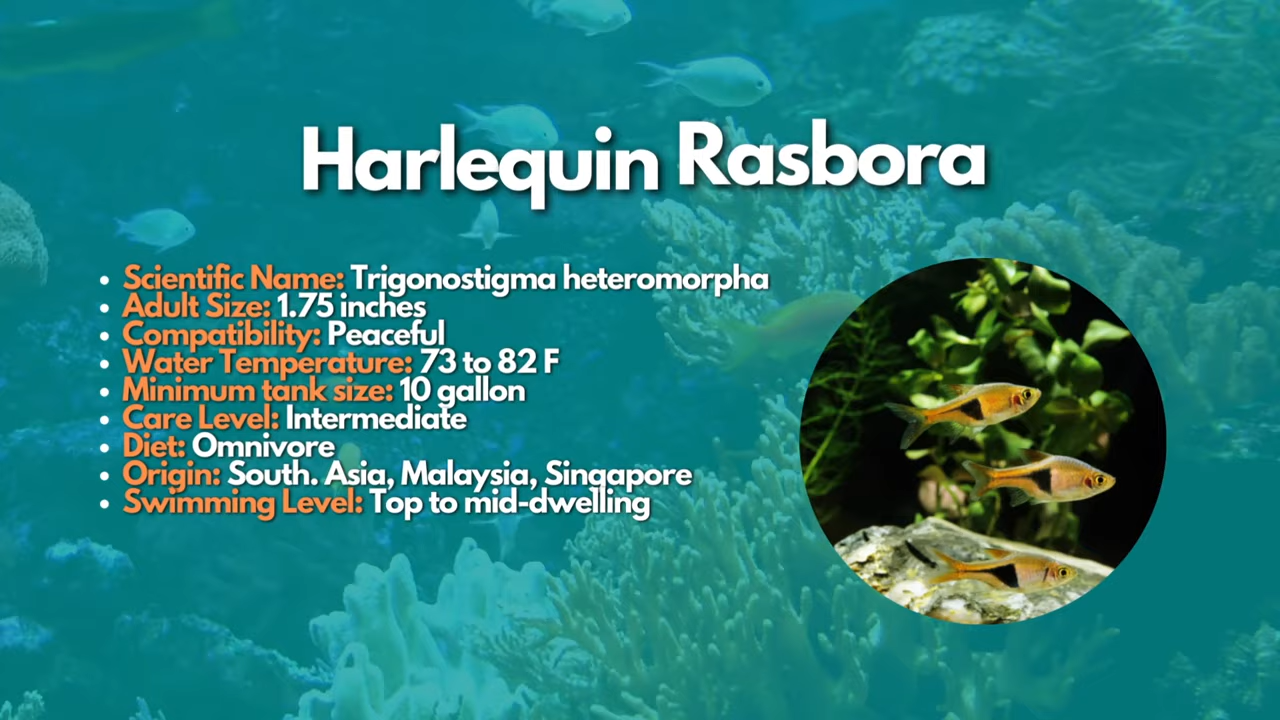 Harlequin Rasbora
• Scientific Name: Trigonostigma heteromorpha
• Adult Size: 1.75 inches
• Compatibility: Peaceful
• Water Temperature: 73 to 82 F
• Minimum tank size: 10 gallon
• Care Level: Intermediate
• Diet: Omnivore
• Origin: South. Asia, Malaysia, Singapore
• Swimming Level: Top to mid-dwelling